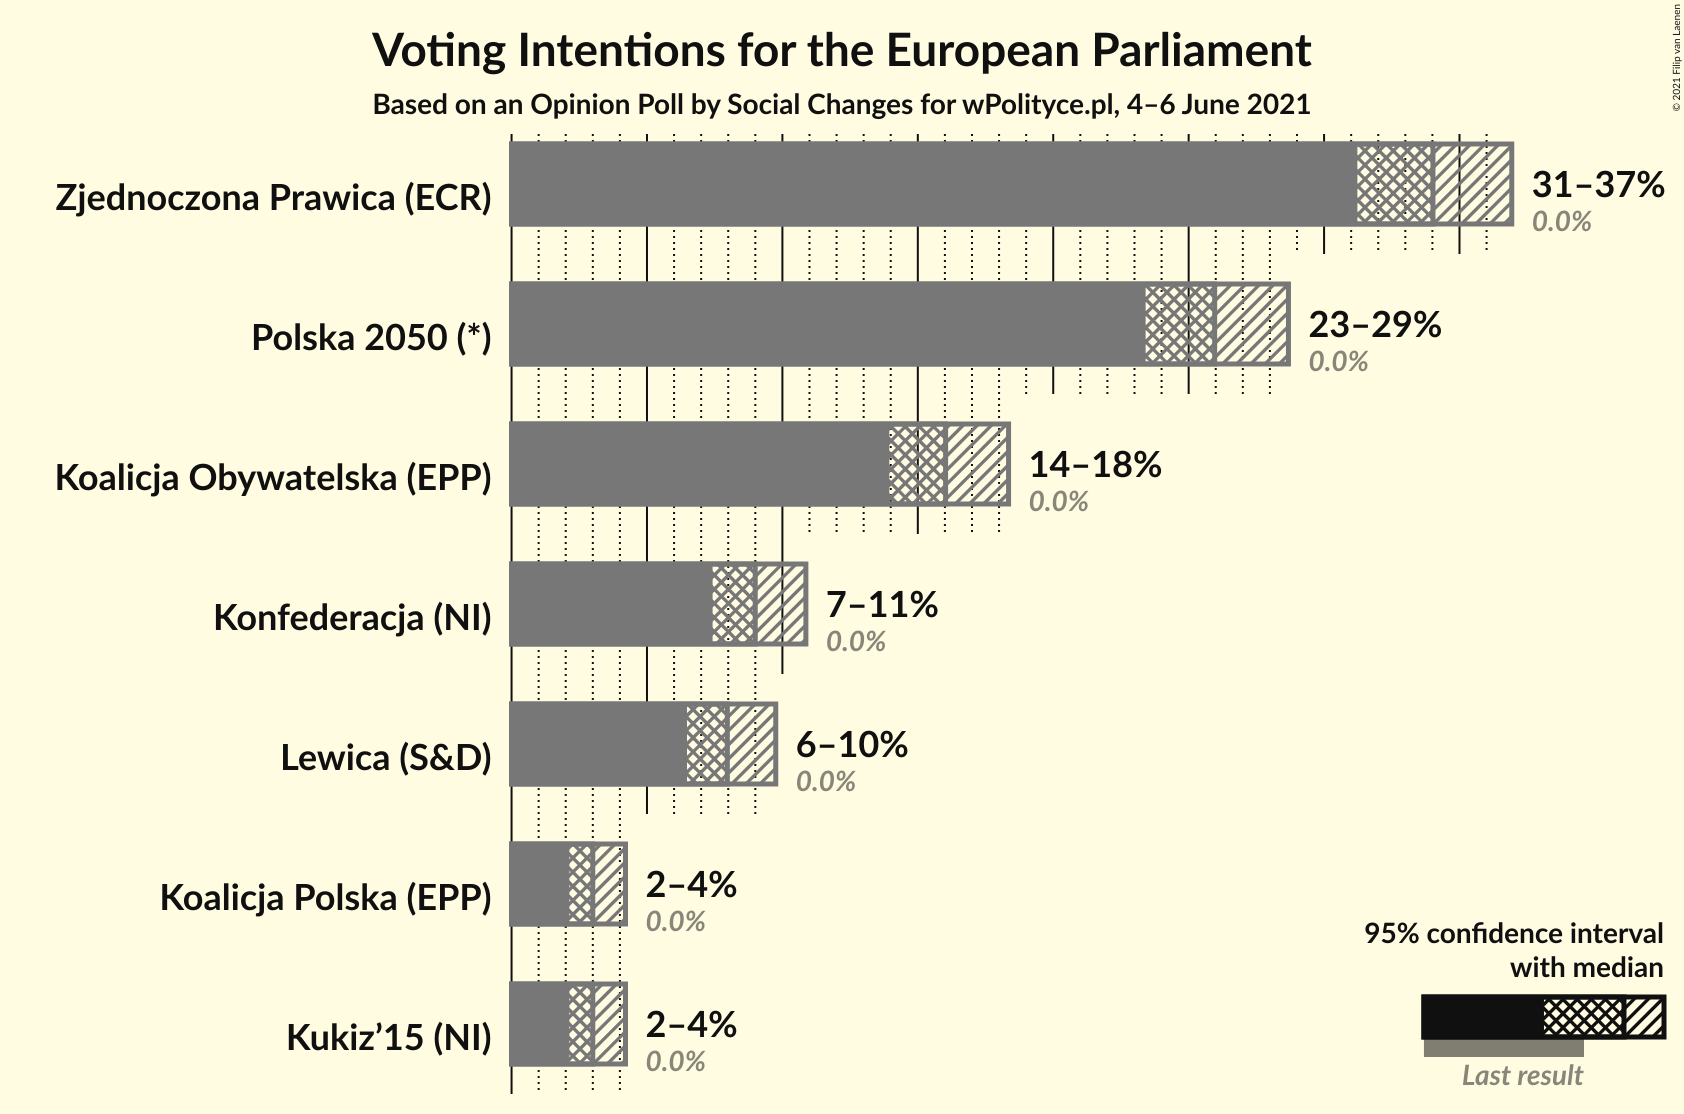 Voting Intentions for the European Parliament
Based on an Opinion Poll by Social Changes for wPolityce.pl, 4–6 June 2021
© 2021 Filip van Laenen
Zjednoczona Prawica (ECR)
31–37%
0.0%
Polska 2050 (*)
23–29%
0.0%
Koalicja Obywatelska (EPP)
14–18%
0.0%
Konfederacja (NI)
7–11%
0.0%
Lewica (S&D)
6–10%
0.0%
Koalicja Polska (EPP)
2–4%
0.0%
Kukiz’15 (NI)
2–4%
0.0%
95% confidence interval
with median
Last result